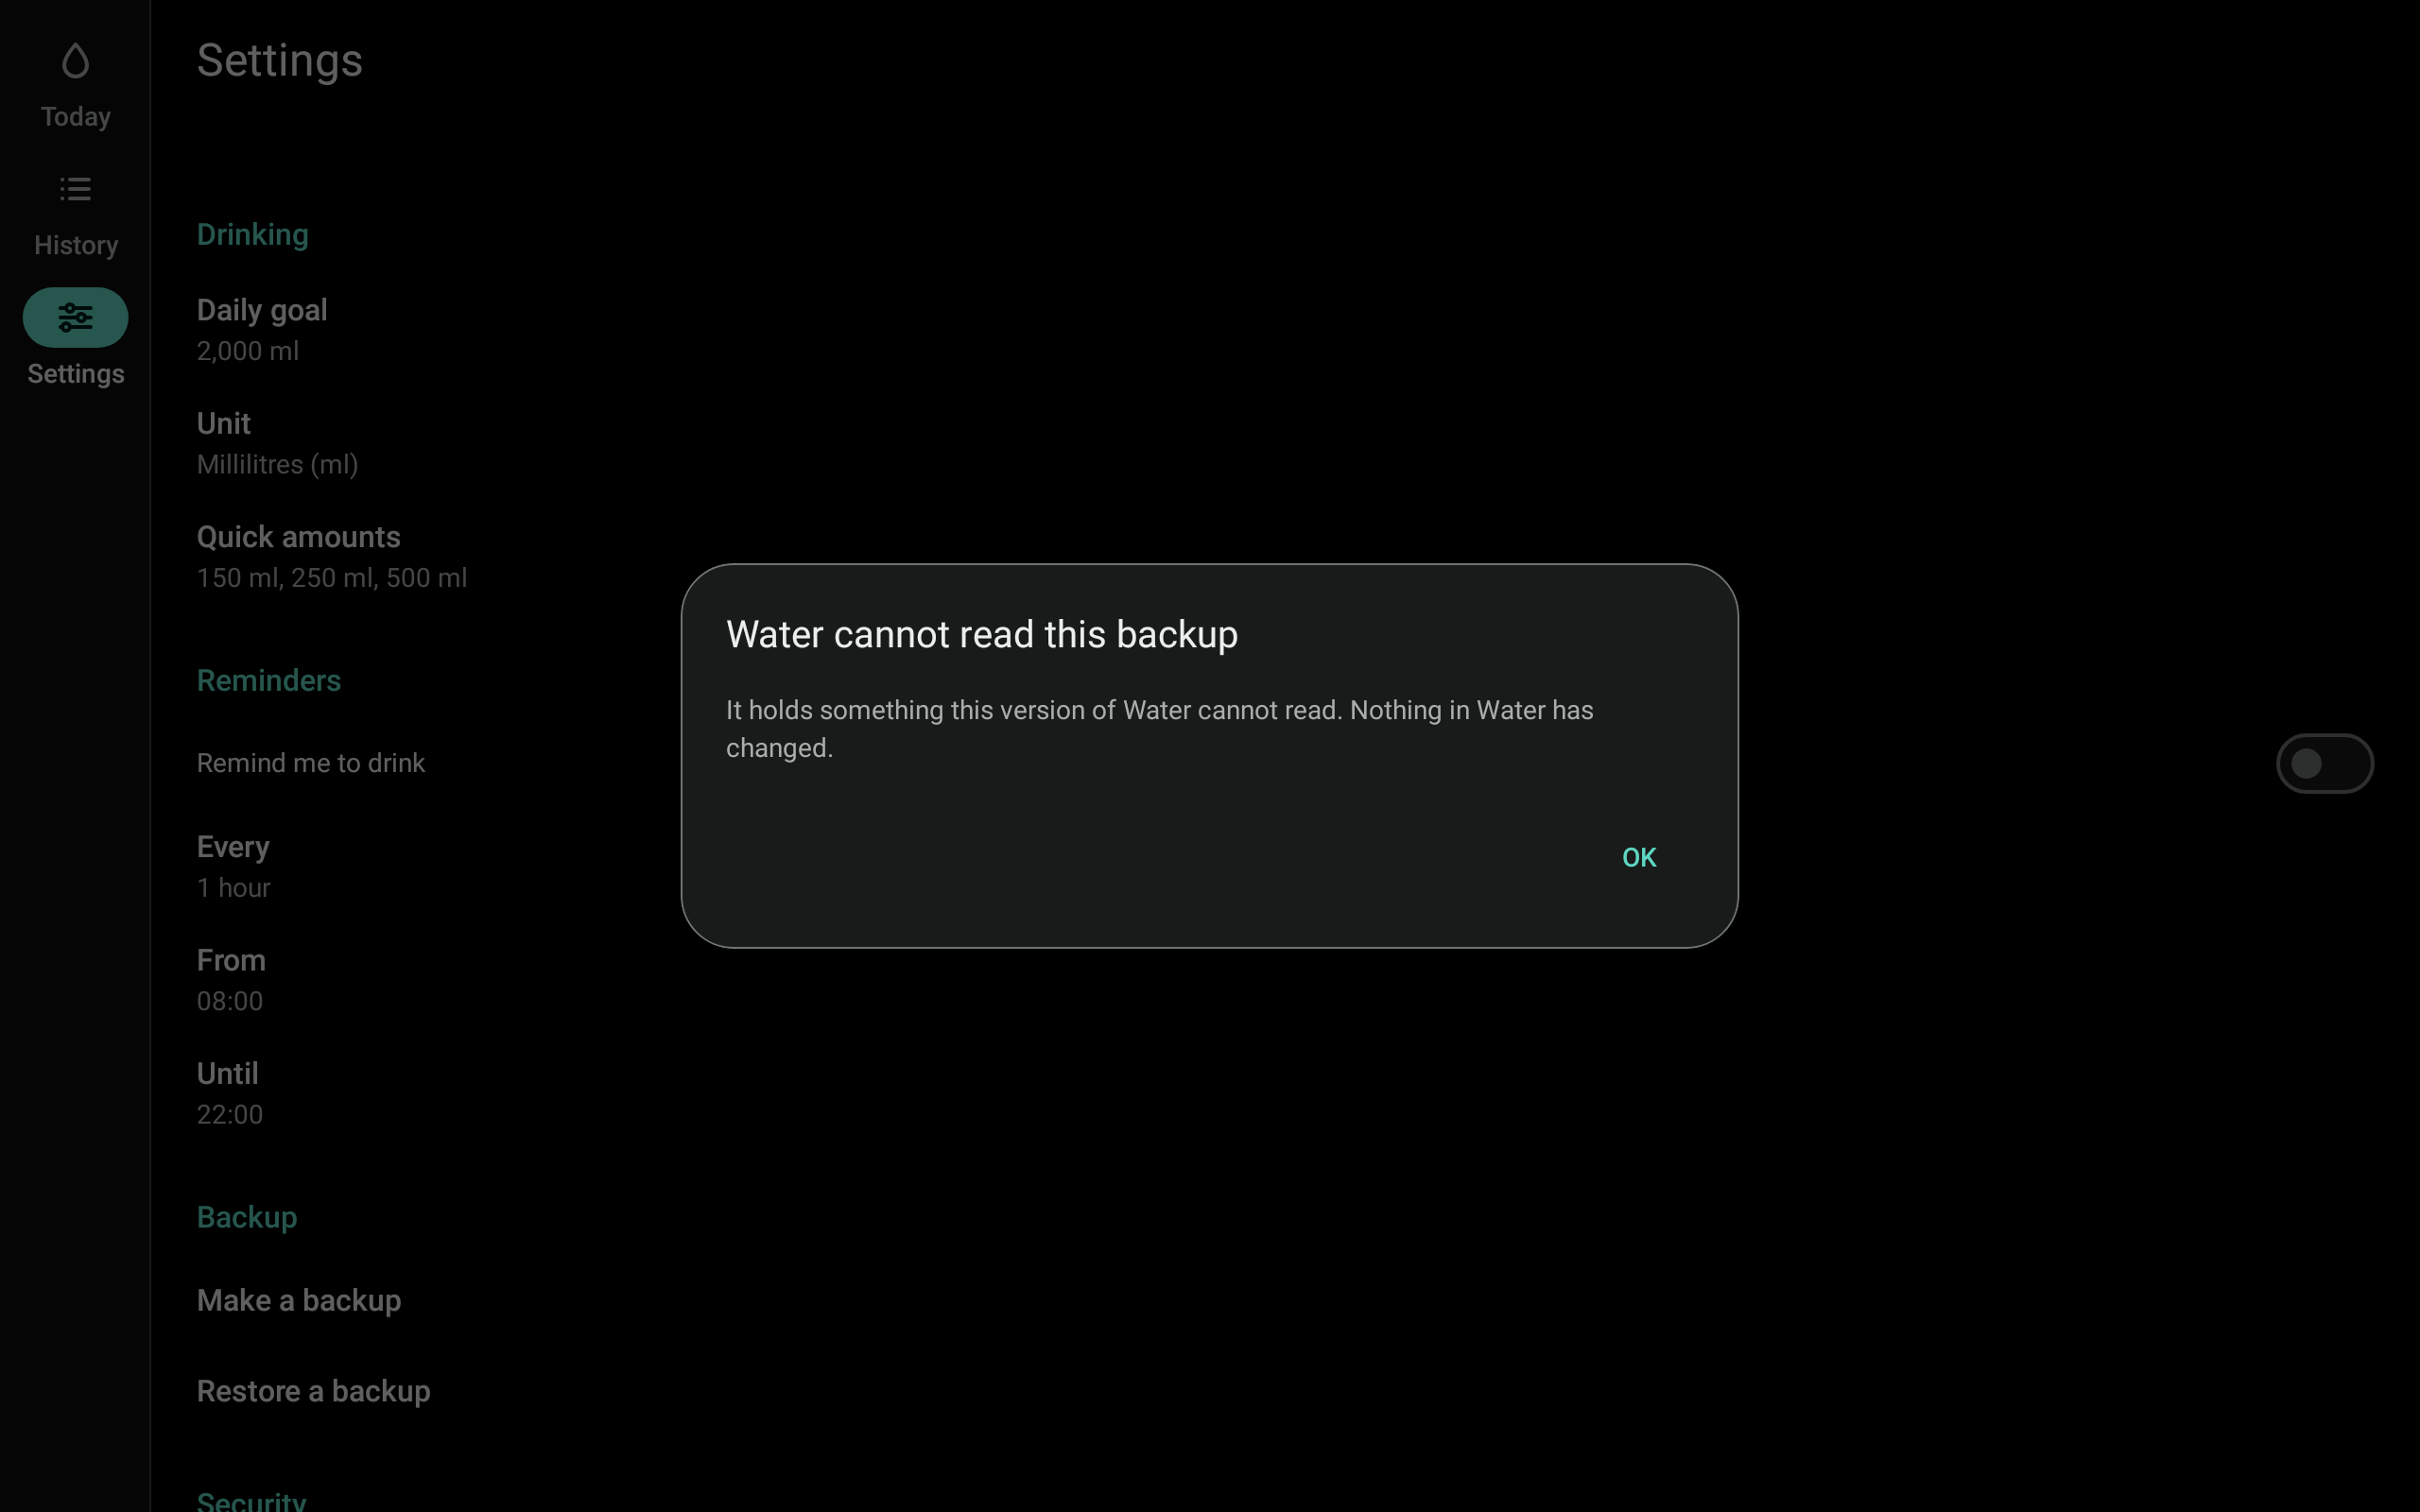 Today
History
Settings
Settings
Drinking
Daily goal
2,000 ml
Unit
Millilitres (ml)
Quick amounts
150 ml, 250 ml, 500 ml
Reminders
Remind me to drink
Every
1 hour
From
08:00
Until
22:00
Backup
Make a backup
Restore a backup
Security
Water cannot read this backup
It holds something this version of Water cannot read. Nothing in Water has
changed.
OK